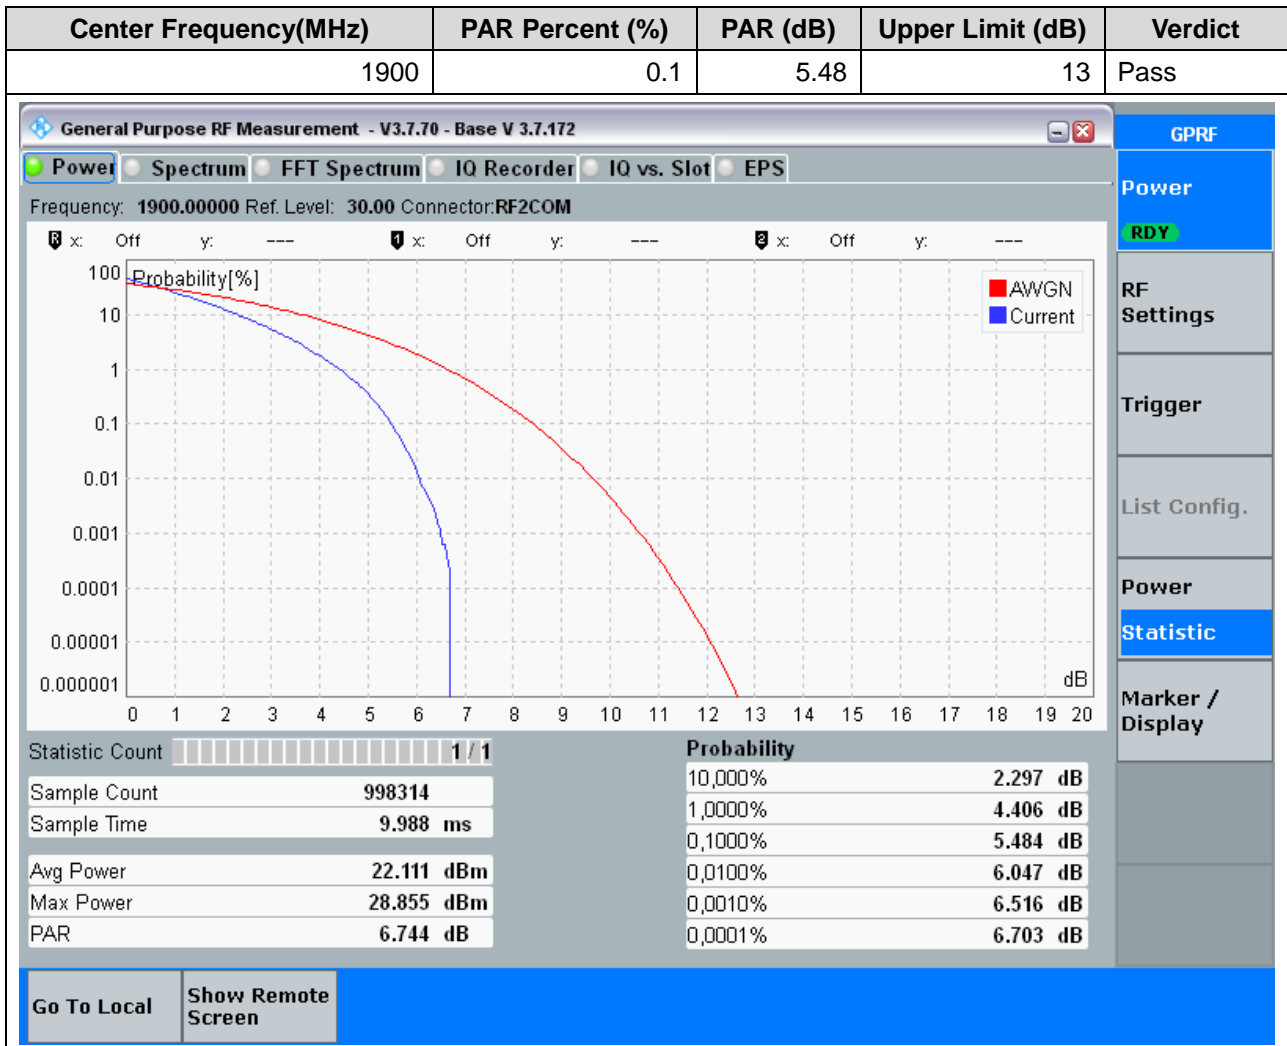 Center Frequency(MHz) PAR Percent (%) PAR (dB) Upper Limit (dB) Verdict
1900 0.1 5.48 13 Pass
General Purpose RF Measurement - V3.7.70 - Base V 3.7.172
GPRF
Power Spectrum FFT Spectrum IQ Recorder IQ vs. Slot EPS
Power
RDY
Frequency: 1900.00000 Ref. Level: 30.00 Connector:RF2COM
R x: Off y: --- 1 x: Off y: --- 2 x: Off y: ---
Probability[%]
AWGN
Current
100
10
1
0.1
0.01
0.001
0.0001
0.00001
0.000001
dB
0 1 2 3 4 5 6 7 8 9 10 11 12 13 14 15 16 17 18 19 20
RF
Settings
Trigger
List Config.
Power
Statistic
Marker /
Display
Statistic Count 1 / 1
Sample Count 998314
Sample Time 9.988 ms
Avg Power 22.111 dBm
Max Power 28.855 dBm
PAR 6.744 dB
Probability
10,000% 2.297 dB
1,0000% 4.406 dB
0,1000% 5.484 dB
0,0100% 6.047 dB
0,0010% 6.516 dB
0,0001% 6.703 dB
Go To Local
Show Remote
Screen